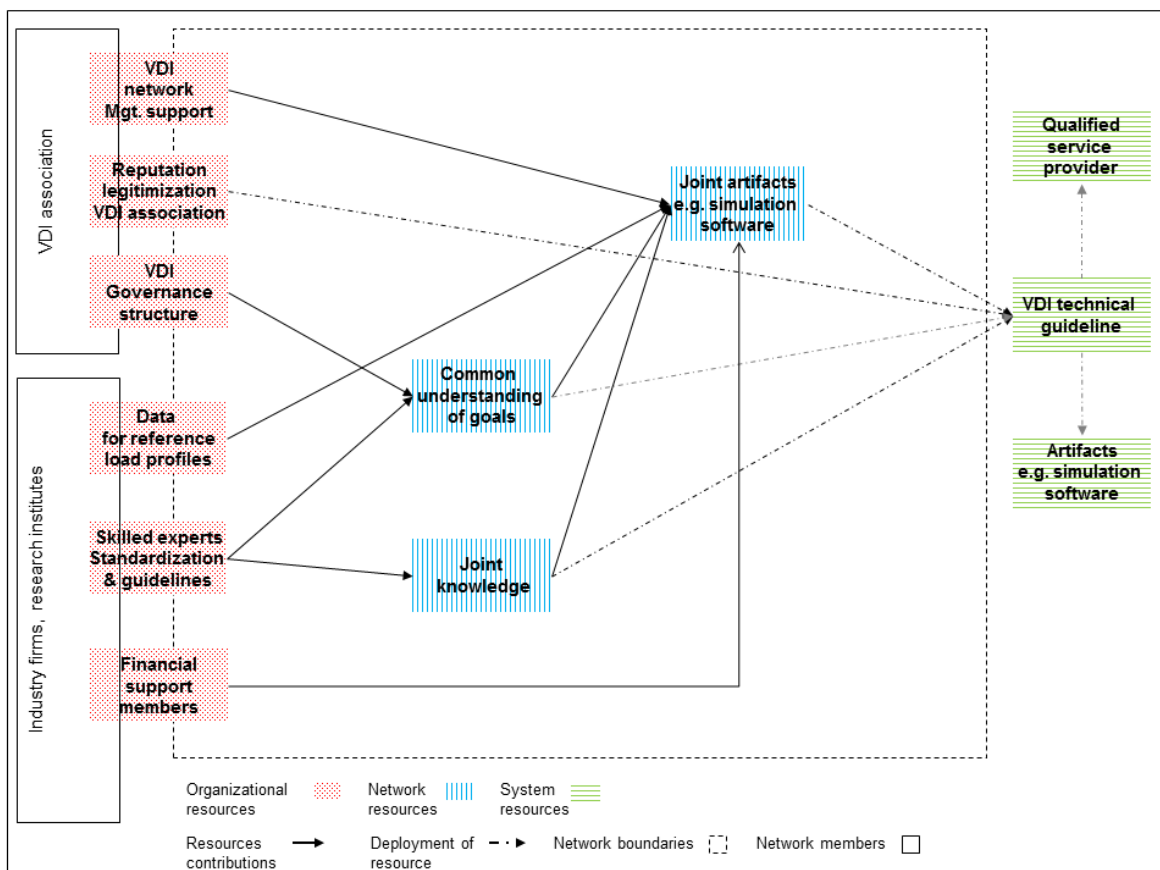 VDI association
VDI
network
Mgt. support
Reputation
legitimization
VDI association
VDI
Governance
structure
Industry firms, research institutes
Data
for reference
load profiles
Skilled experts
Standardization
& guidelines
Financial
support
members
Common
understanding
of goals
Joint
knowledge
Joint artifacts
e.g. simulation
software
Qualified
service
provider
VDI technical
guideline
Artifacts
e.g. simulation
software
Organizational
resources
Network
resources
System
resources
Resources
contributions
Deployment of
resource
Network boundaries
Network members